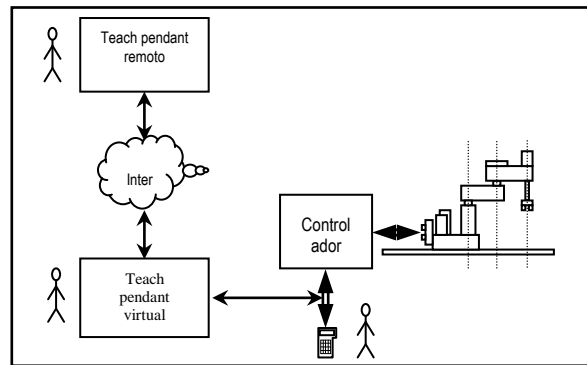 Teach pendant
remoto
Inter
Control
ador
Teach
pendant
virtual